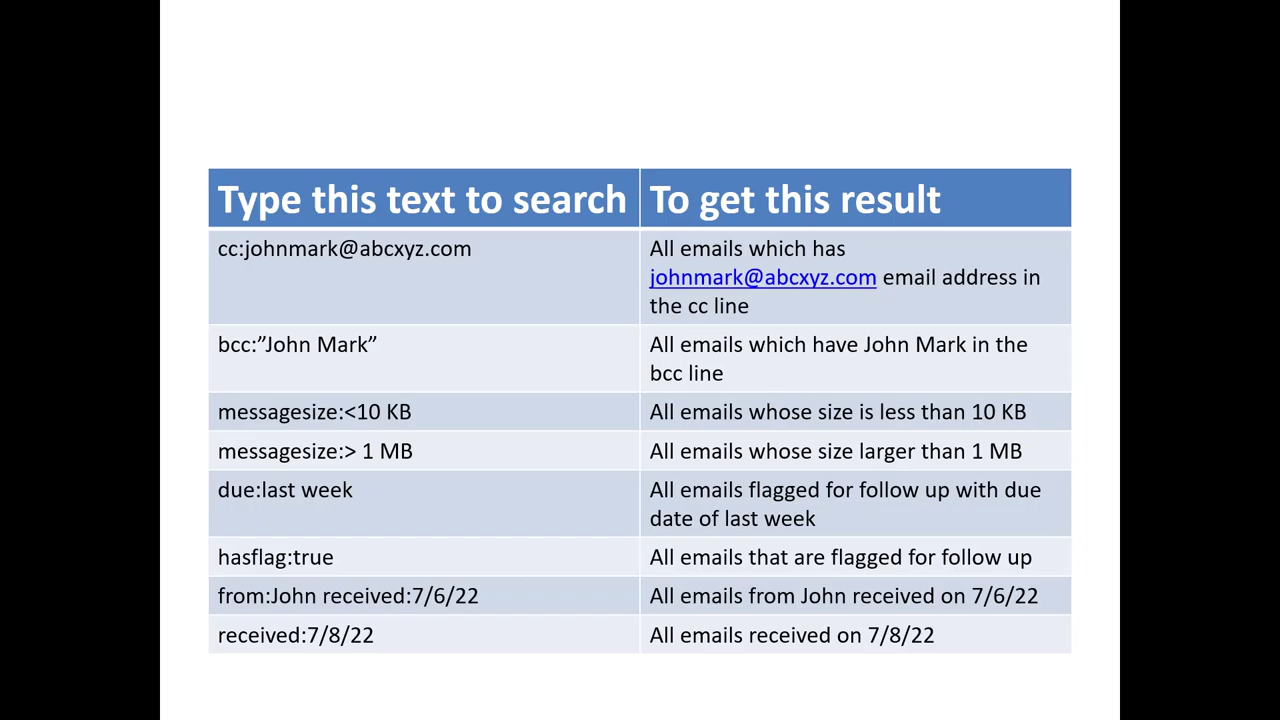 Type this text to search To get this result
cc:johnmark@abcxyz.com All emails which has
johnmark@abcxyz.com email address in
the cc line
bcc:”John Mark” All emails which have John Mark in the
bcc line
messagesize:<10 KB All emails whose size is less than 10 KB
messagesize:> 1 MB All emails whose size larger than 1 MB
due:last week All emails flagged for follow up with due
date of last week
hasflag:true All emails that are flagged for follow up
from:John received:7/6/22 All emails from John received on 7/6/22
received:7/8/22 All emails received on 7/8/22